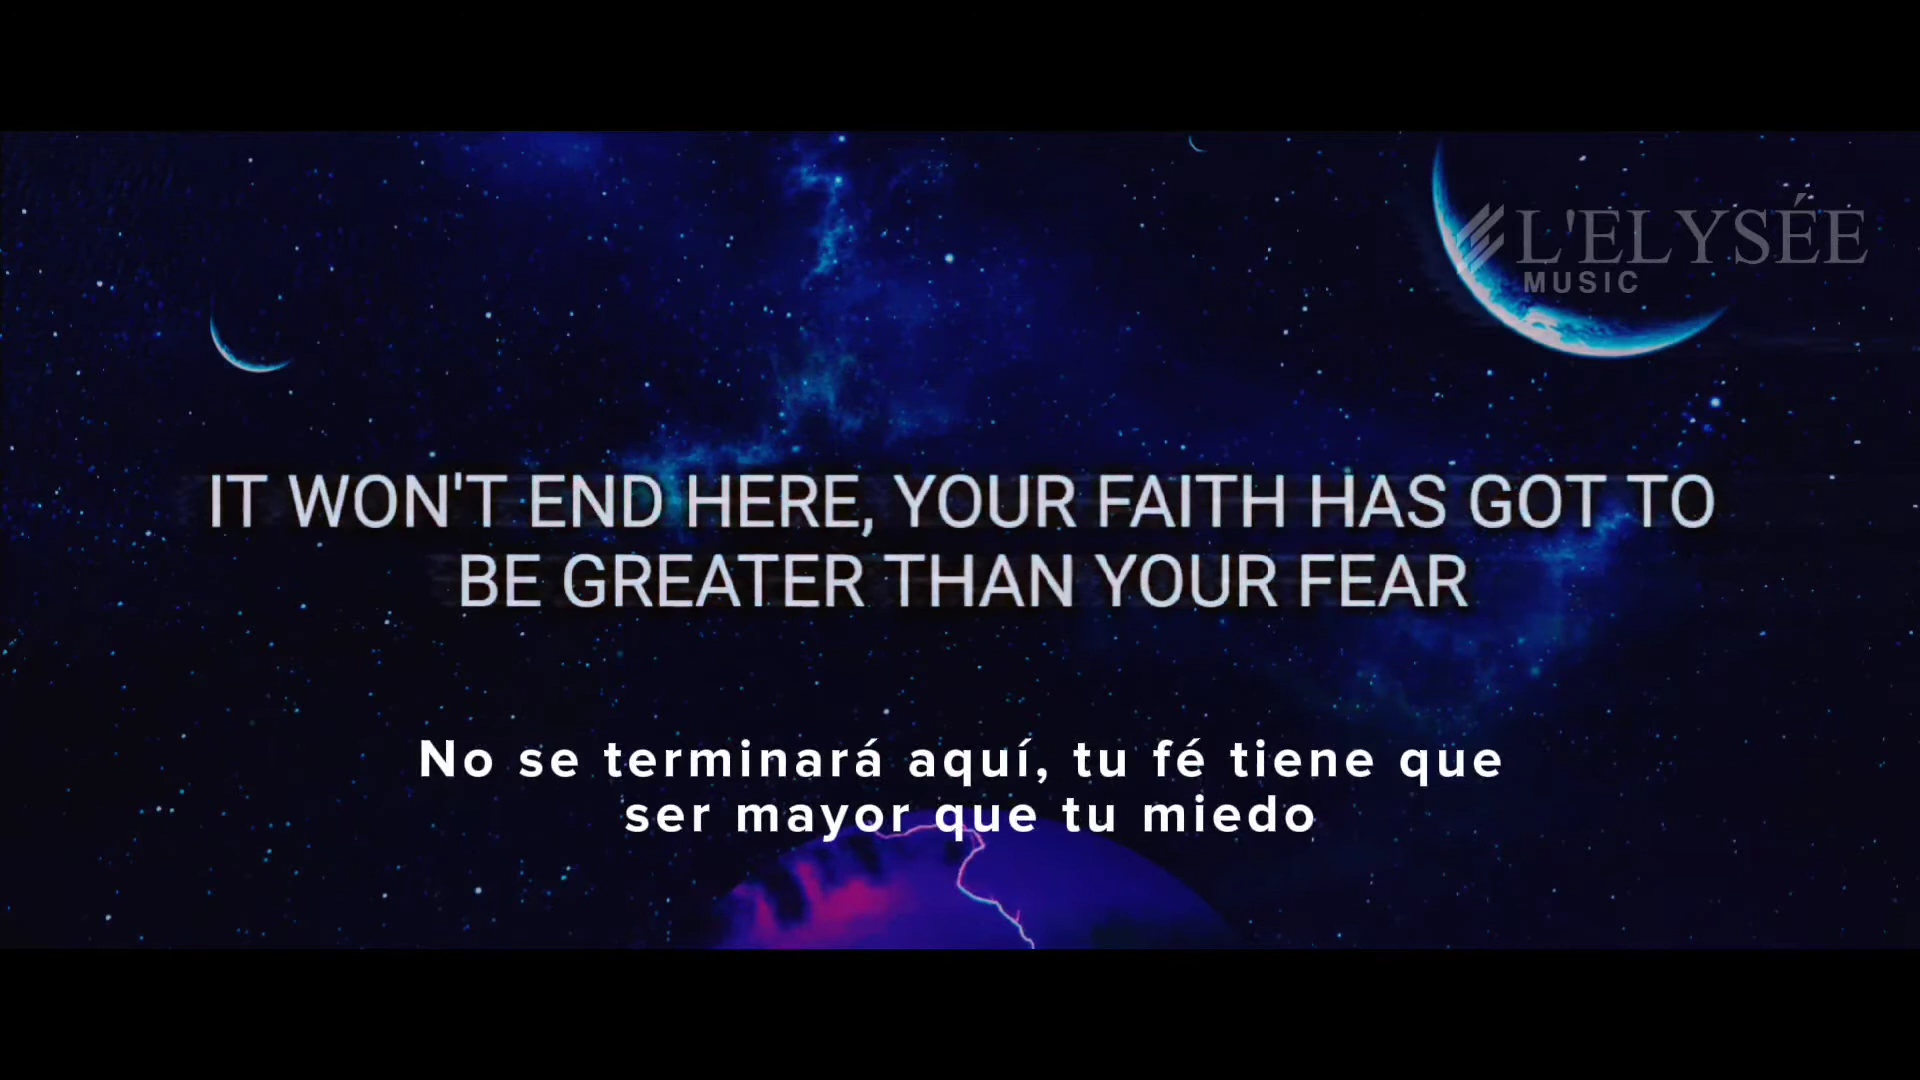 L'ELYSÉE
MUSIC
IT WON'T END HERE, YOUR FAITH HAS GOT TO
BE GREATER THAN YOUR FEAR
No se terminará aquí, tu fé tiene que
ser mayor que tu miedo